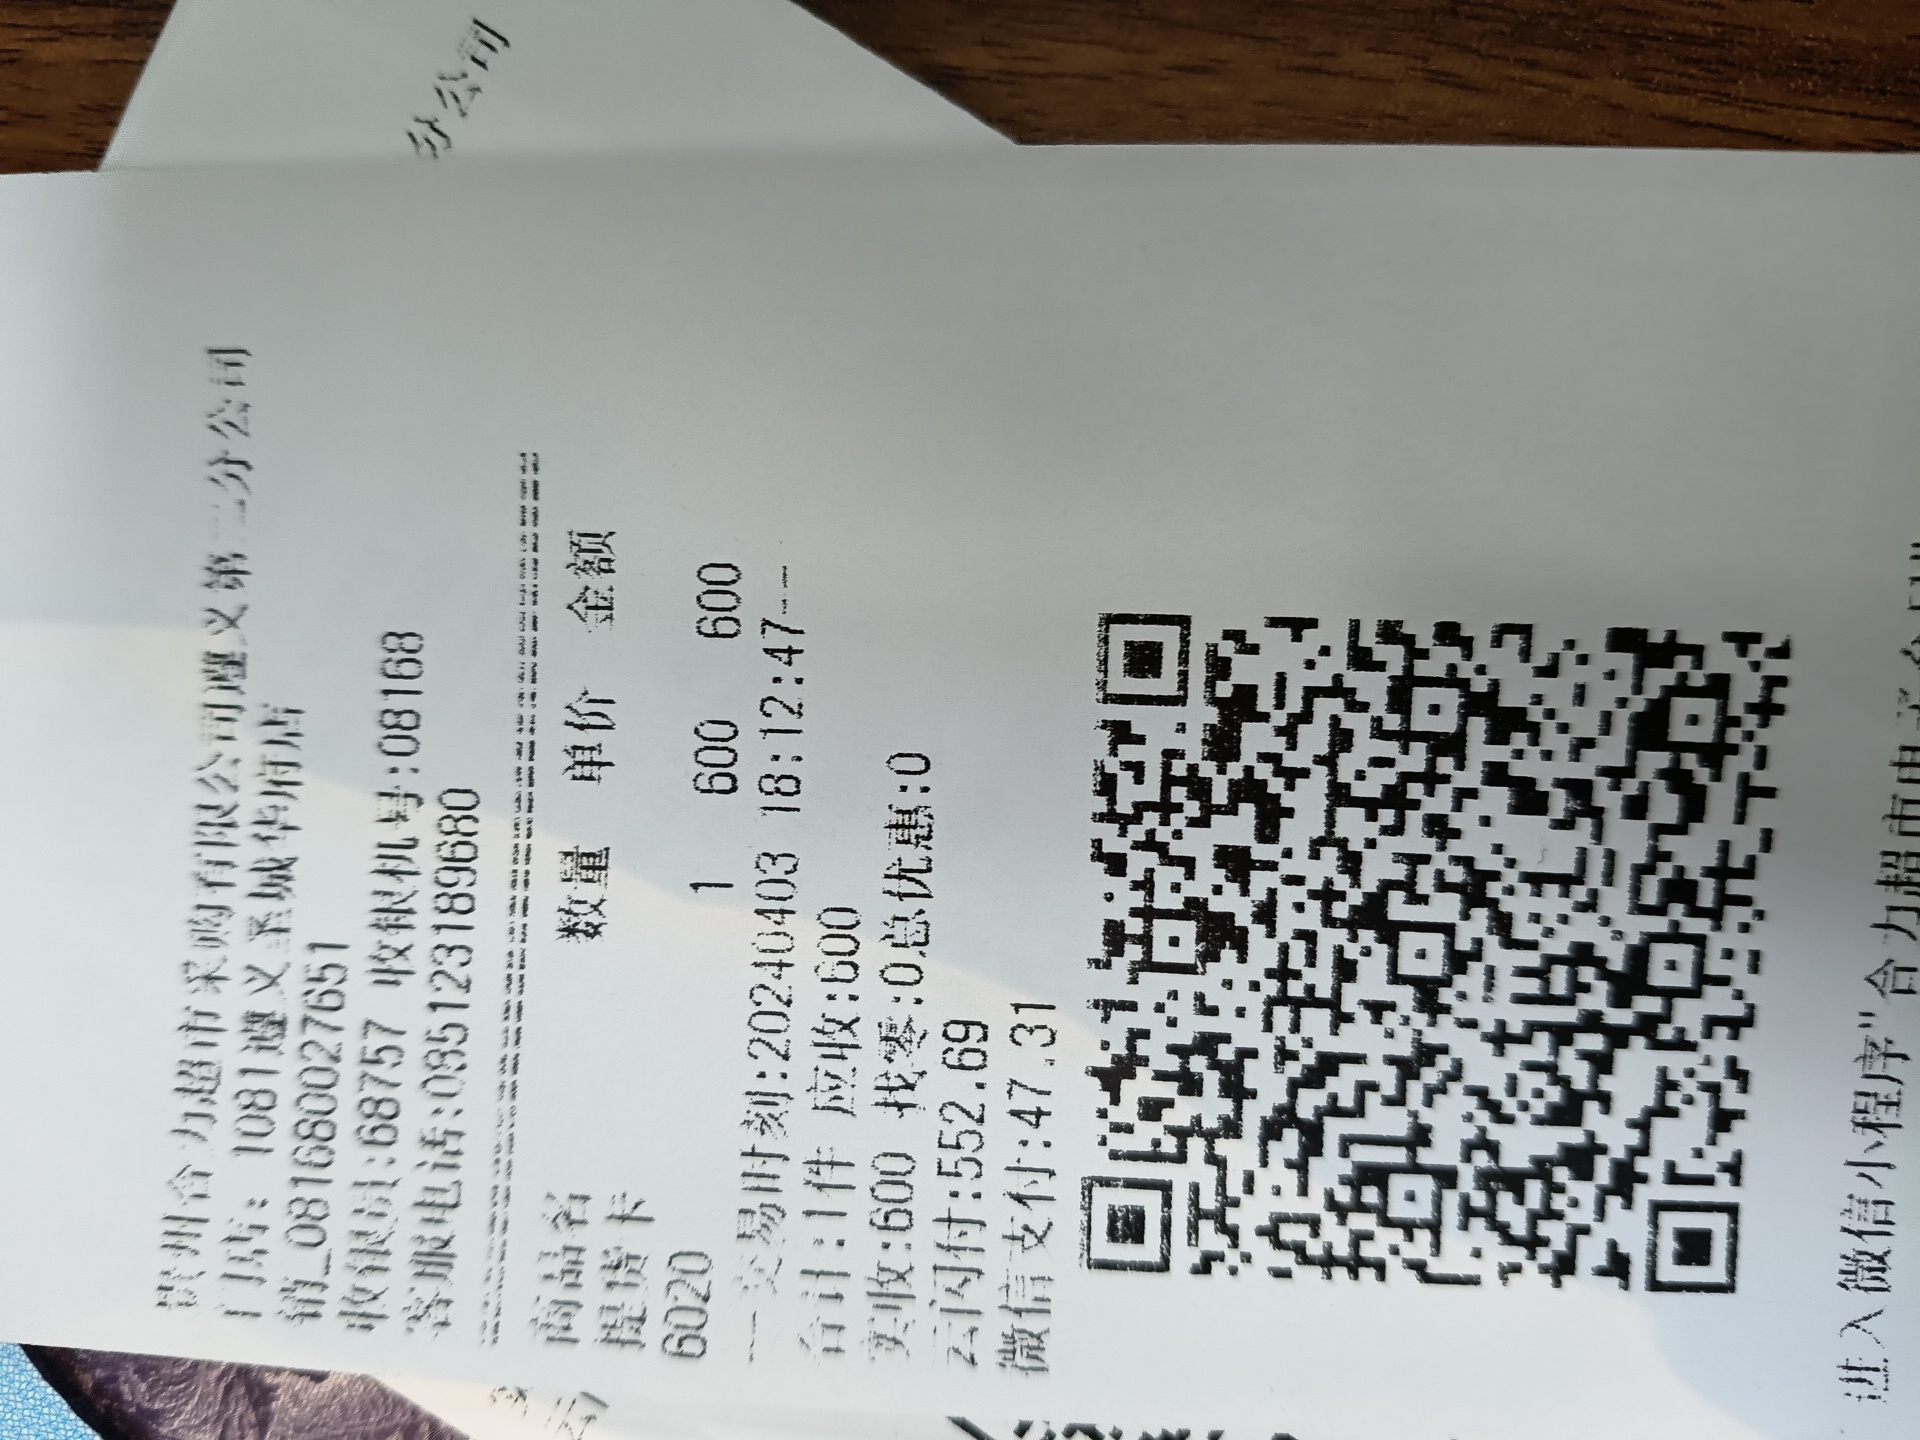 贵州合力超市采购有限公司遵义第二分公司
门店: 1081遵义圣城华府店
销_0816800027651
收银员:68757 收银机号:08168
客服电话:085123189680
商品名 数量 单价 金额
提货卡
6020 1 600 600
---交易时刻:20240403 18:12:47---
合计:1件 应收:600
实收:600 找零:0总优惠:0
云闪付:552.69
微信支付:47.31
进入微信小程序"合力超市电子会员"
分公司
云